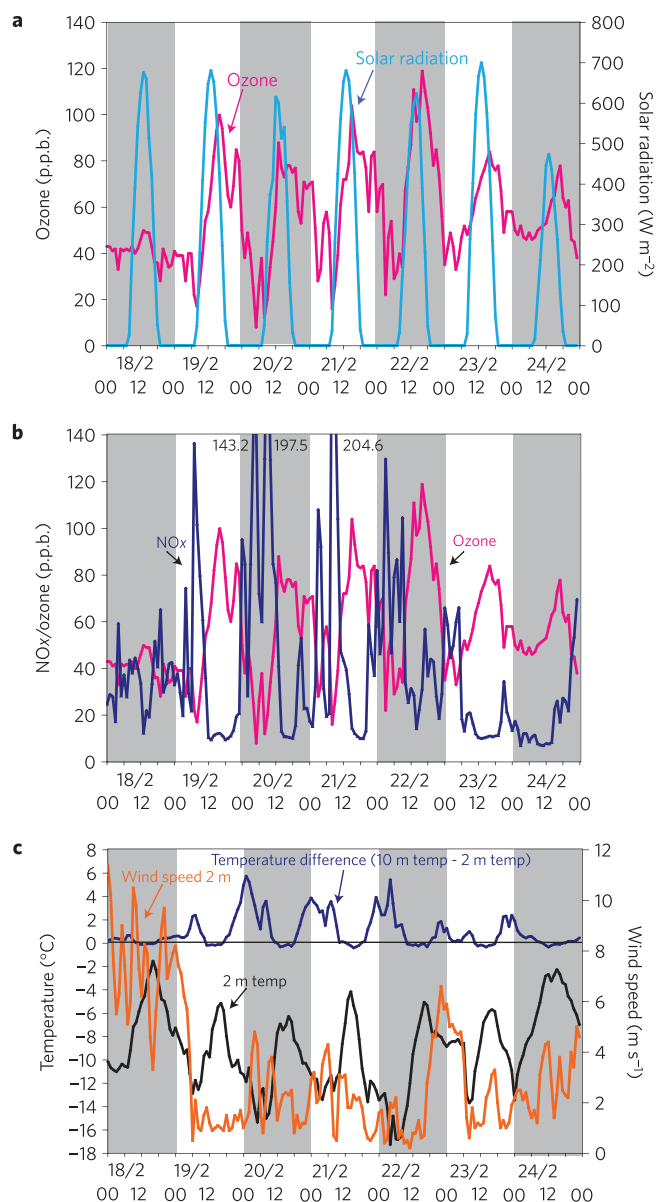 a
140
120
100
80
60
40
20
0
Ozone (p.p.b.)
Ozone
Solar radiation
800
700
600
500
400
300
200
100
0
Solar radiation (W m⁻²)
18/2 19/2 20/2 21/2 22/2 23/2 24/2
00 12 00 12 00 12 00 12 00 12 00 12 00 12 00
b
140
120
100
80
60
40
20
0
NOx/ozone (p.p.b.)
143.2 197.5 204.6
NOx
Ozone
18/2 19/2 20/2 21/2 22/2 23/2 24/2
00 12 00 12 00 12 00 12 00 12 00 12 00 12 00
c
8
6
4
2
0
−2
−4
−6
−8
−10
−12
−14
−16
−18
Temperature (°C)
Temperature difference (10 m temp - 2 m temp)
Wind speed 2 m
2 m temp
12
10
8
6
4
2
0
Wind speed (m s⁻¹)
18/2 19/2 20/2 21/2 22/2 23/2 24/2
00 12 00 12 00 12 00 12 00 12 00 12 00 12 00